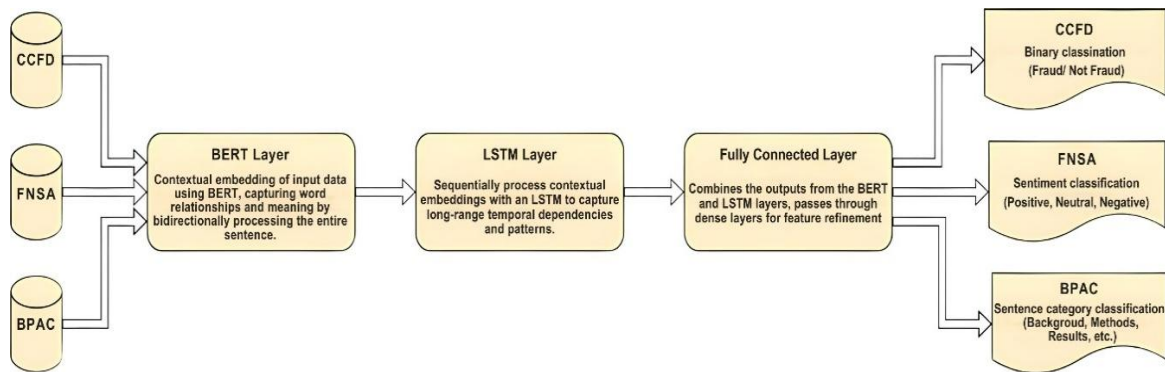 CCFD
FNSA
BPAC
BERT Layer
Contextual embedding of input data
using BERT, capturing word
relationships and meaning by
bidirectionally processing the entire
sentence.
LSTM Layer
Sequentially process contextual
embeddings with an LSTM to capture
long-range temporal dependencies
and patterns.
Fully Connected Layer
Combines the outputs from the BERT
and LSTM layers, passes through
dense layers for feature refinement
CCFD
Binary classination
(Fraud/ Not Fraud)
FNSA
Sentiment classification
(Positive, Neutral, Negative)
BPAC
Sentence category classification
(Backgroud, Methods,
Results, etc.)